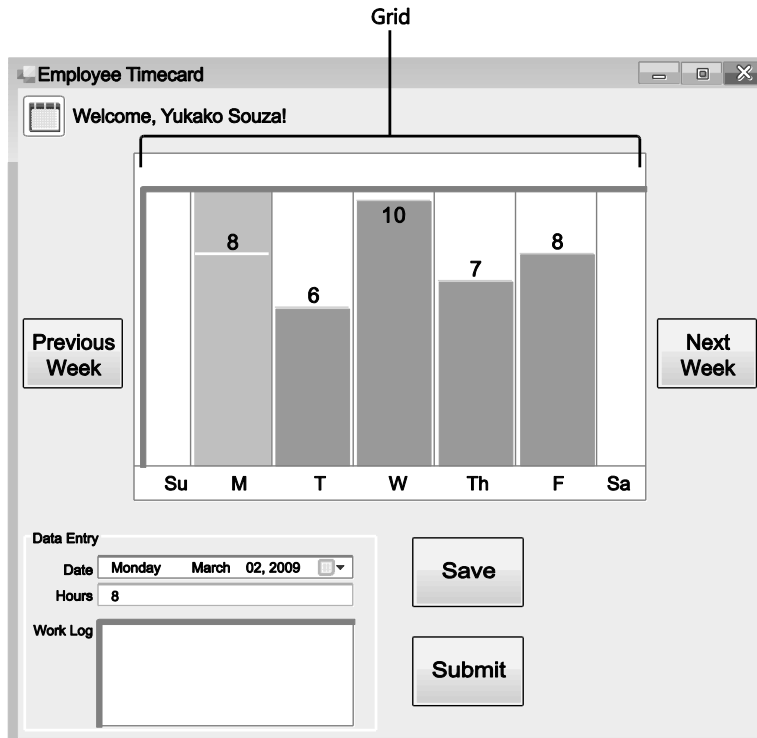 Grid
Employee Timecard
Welcome, Yukako Souza!
10
8
8
7
6
Previous
Week
Next
Week
Su M T W Th F Sa
Data Entry
Date Monday March 02, 2009
Hours 8
Work Log
Save
Submit